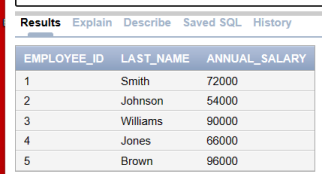 Results Explain Describe Saved SQL History
EMPLOYEE_ID LAST_NAME ANNUAL_SALARY
1 Smith 72000
2 Johnson 54000
3 Williams 90000
4 Jones 66000
5 Brown 96000